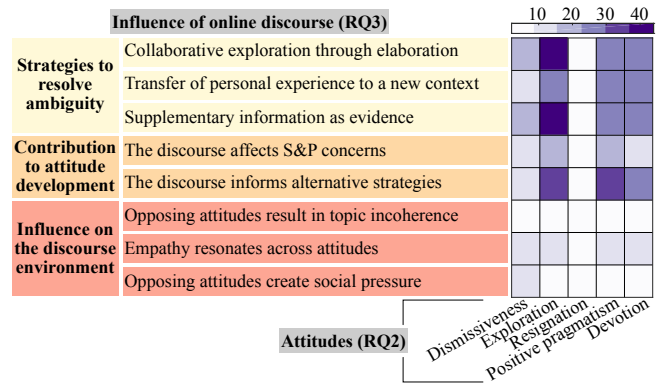 Influence of online discourse (RQ3)
10 20 30 40
Strategies to
resolve
ambiguity
Collaborative exploration through elaboration
Transfer of personal experience to a new context
Supplementary information as evidence
Contribution
to attitude
development
The discourse affects S&P concerns
The discourse informs alternative strategies
Influence on
the discourse
environment
Opposing attitudes result in topic incoherence
Empathy resonates across attitudes
Opposing attitudes create social pressure
Dismissiveness
Exploration
Resignation
Positive pragmatism
Devotion
Attitudes (RQ2)